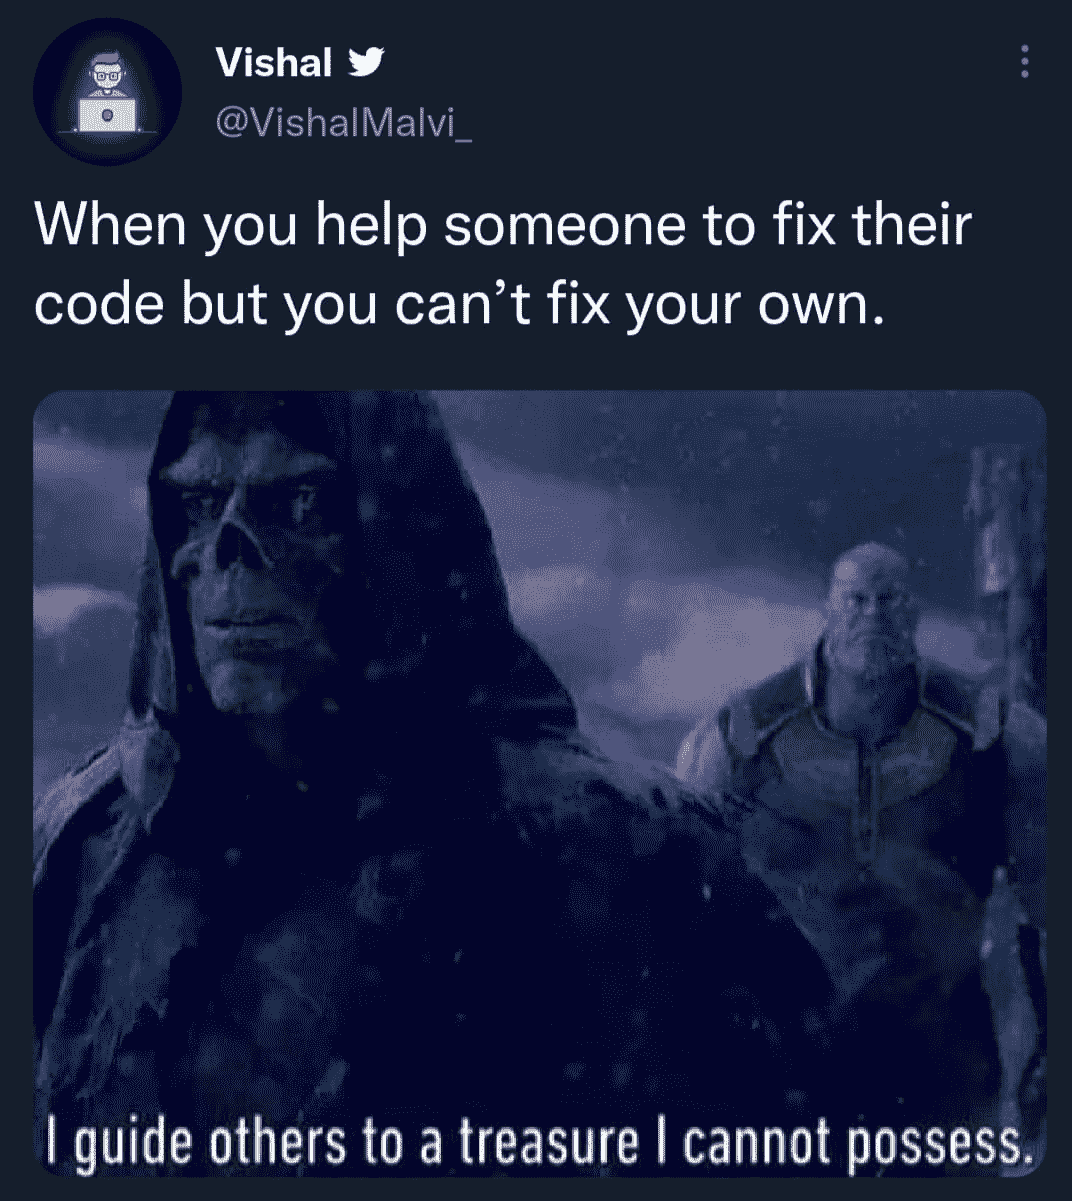 Vishal
@VishalMalvi_
When you help someone to fix their
code but you can’t fix your own.
I guide others to a treasure I cannot possess.